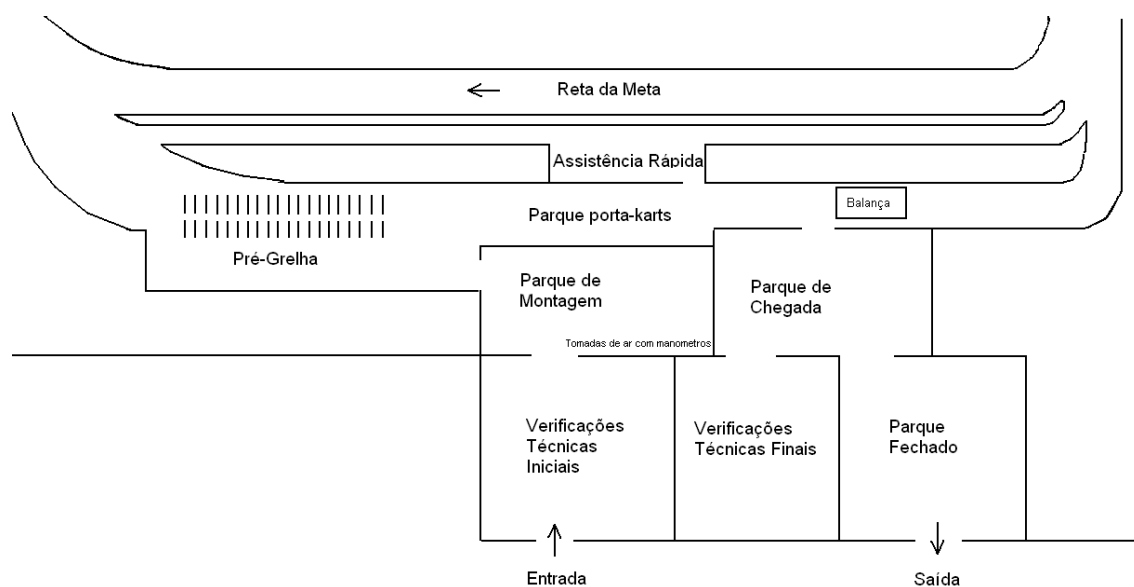 Reta da Meta
Assistência Rápida
Balança
Parque porta-karts
Pré-Grelha
Parque de
Montagem
Parque de
Chegada
Tomadas de ar com manometros
Verificações
Técnicas
Iniciais
Verificações
Técnicas Finais
Parque
Fechado
Entrada
Saída